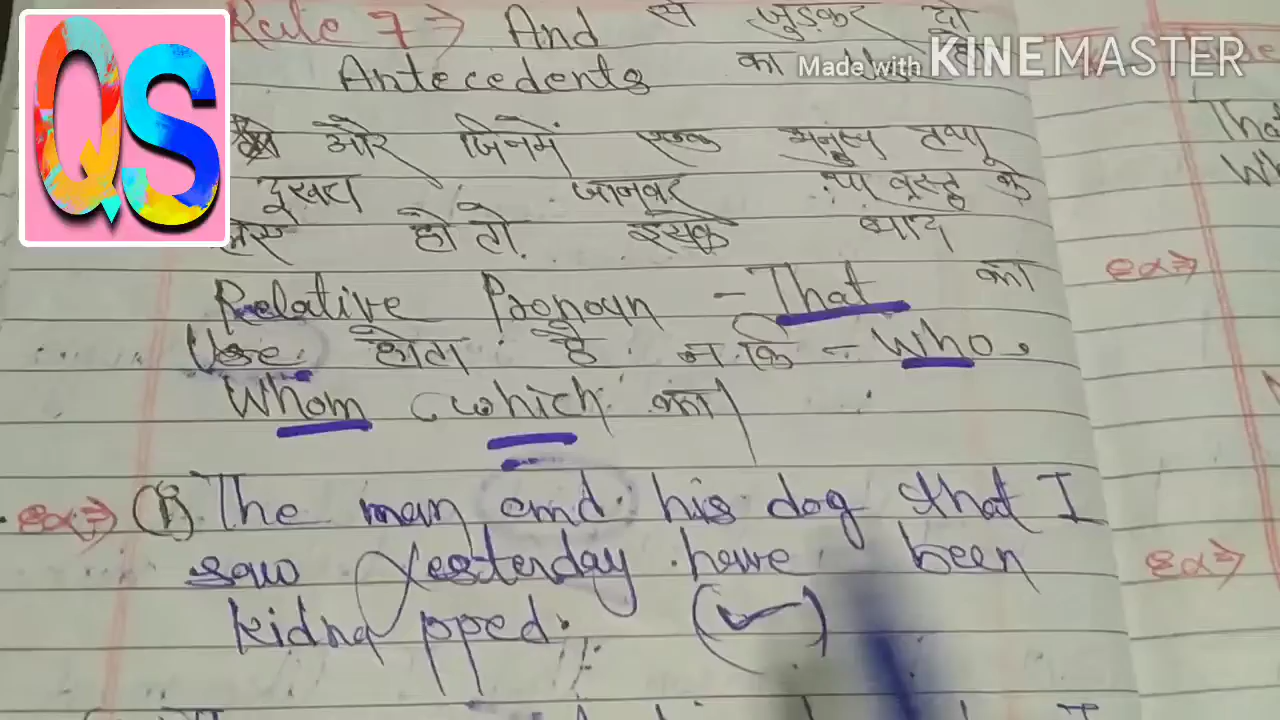 QS
Rule 7 => And से जुड़कर दो
Antecedents का
Made with KINEMASTER
और जिनमें एक मनुष्य तथा
दूसरा जानवर या वस्तु के
लिए हो तो इसके बाद
Relative Pronoun - That का
Use होता है न कि - Who,
Whom, which का।
ex => (i) The man and his dog that I
saw yesterday have been
kidnapped. (✓)
That
Wh
ex =>
ex =>